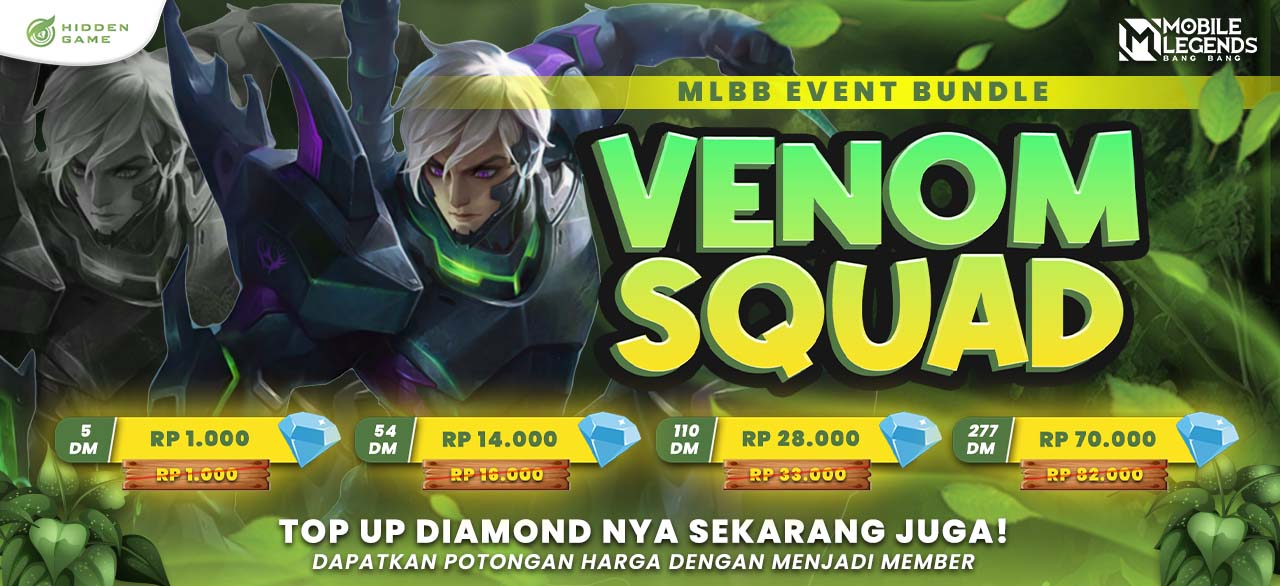 HIDDEN
GAME
MOBILE
LEGENDS
BANG BANG
MLBB EVENT BUNDLE
VENOM
SQUAD
5
DM
RP 1.000
RP 1.000
54
DM
RP 14.000
RP 16.000
110
DM
RP 28.000
RP 33.000
277
DM
RP 70.000
RP 82.000
TOP UP DIAMOND NYA SEKARANG JUGA!
DAPATKAN POTONGAN HARGA DENGAN MENJADI MEMBER